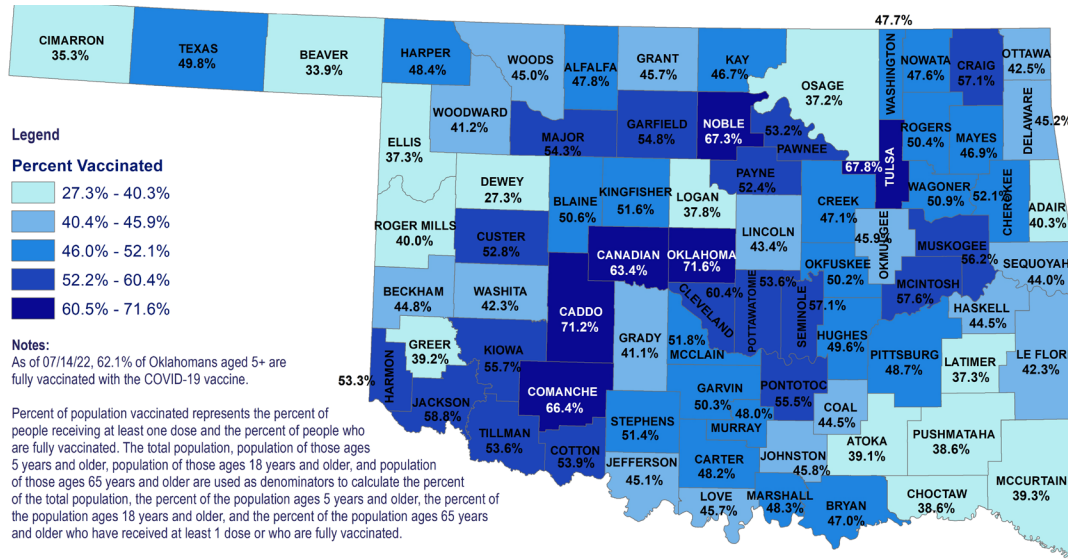 47.7%
CIMARRON
35.3%
TEXAS
49.8%
BEAVER
33.9%
HARPER
48.4%
WOODS
45.0%
ALFALFA
47.8%
GRANT
45.7%
KAY
46.7%
OSAGE
37.2%
WASHINGTON
NOWATA
47.6%
CRAIG
57.1%
OTTAWA
42.5%
DELAWARE
45.2%
WOODWARD
41.2%
MAJOR
54.3%
GARFIELD
54.8%
NOBLE
67.3%
53.2%
PAWNEE
ROGERS
50.4%
MAYES
46.9%
ELLIS
37.3%
TULSA
67.8%
DEWEY
27.3%
BLAINE
50.6%
KINGFISHER
51.6%
LOGAN
37.8%
PAYNE
52.4%
CREEK
47.1%
WAGONER
50.9%
52.1%
CHEROKEE
ADAIR
40.3%
ROGER MILLS
40.0%
CUSTER
52.8%
CANADIAN
63.4%
OKLAHOMA
71.6%
LINCOLN
43.4%
OKMULGEE
45.9%
MUSKOGEE
56.2%
OKFUSKEE
50.2%
SEQUOYAH
44.0%
BECKHAM
44.8%
WASHITA
42.3%
CADDO
71.2%
60.4%
CLEVELAND
53.6%
POTTAWATOMIE
57.1%
SEMINOLE
MCINTOSH
57.6%
HASKELL
44.5%
GREER
39.2%
KIOWA
55.7%
GRADY
41.1%
51.8%
MCCLAIN
HUGHES
49.6%
PITTSBURG
48.7%
LATIMER
37.3%
LE FLOR
42.3%
53.3%
HARMON
JACKSON
58.8%
COMANCHE
66.4%
GARVIN
50.3%
PONTOTOC
55.5%
COAL
44.5%
TILLMAN
53.6%
COTTON
53.9%
STEPHENS
51.4%
48.0%
MURRAY
ATOKA
39.1%
PUSHMATAHA
38.6%
JEFFERSON
45.1%
CARTER
48.2%
JOHNSTON
45.8%
MCCURTAIN
39.3%
LOVE
45.7%
MARSHALL
48.3%
BRYAN
47.0%
CHOCTAW
38.6%
Legend
Percent Vaccinated
27.3% - 40.3%
40.4% - 45.9%
46.0% - 52.1%
52.2% - 60.4%
60.5% - 71.6%
Notes:
As of 07/14/22, 62.1% of Oklahomans aged 5+ are
fully vaccinated with the COVID-19 vaccine.
Percent of population vaccinated represents the percent of
people receiving at least one dose and the percent of people who
are fully vaccinated. The total population, population of those ages
5 years and older, population of those ages 18 years and older, and population
of those ages 65 years and older are used as denominators to calculate the percent
of the total population, the percent of the population ages 5 years and older, the percent of
the population ages 18 years and older, and the percent of the population ages 65 years
and older who have received at least 1 dose or who are fully vaccinated.